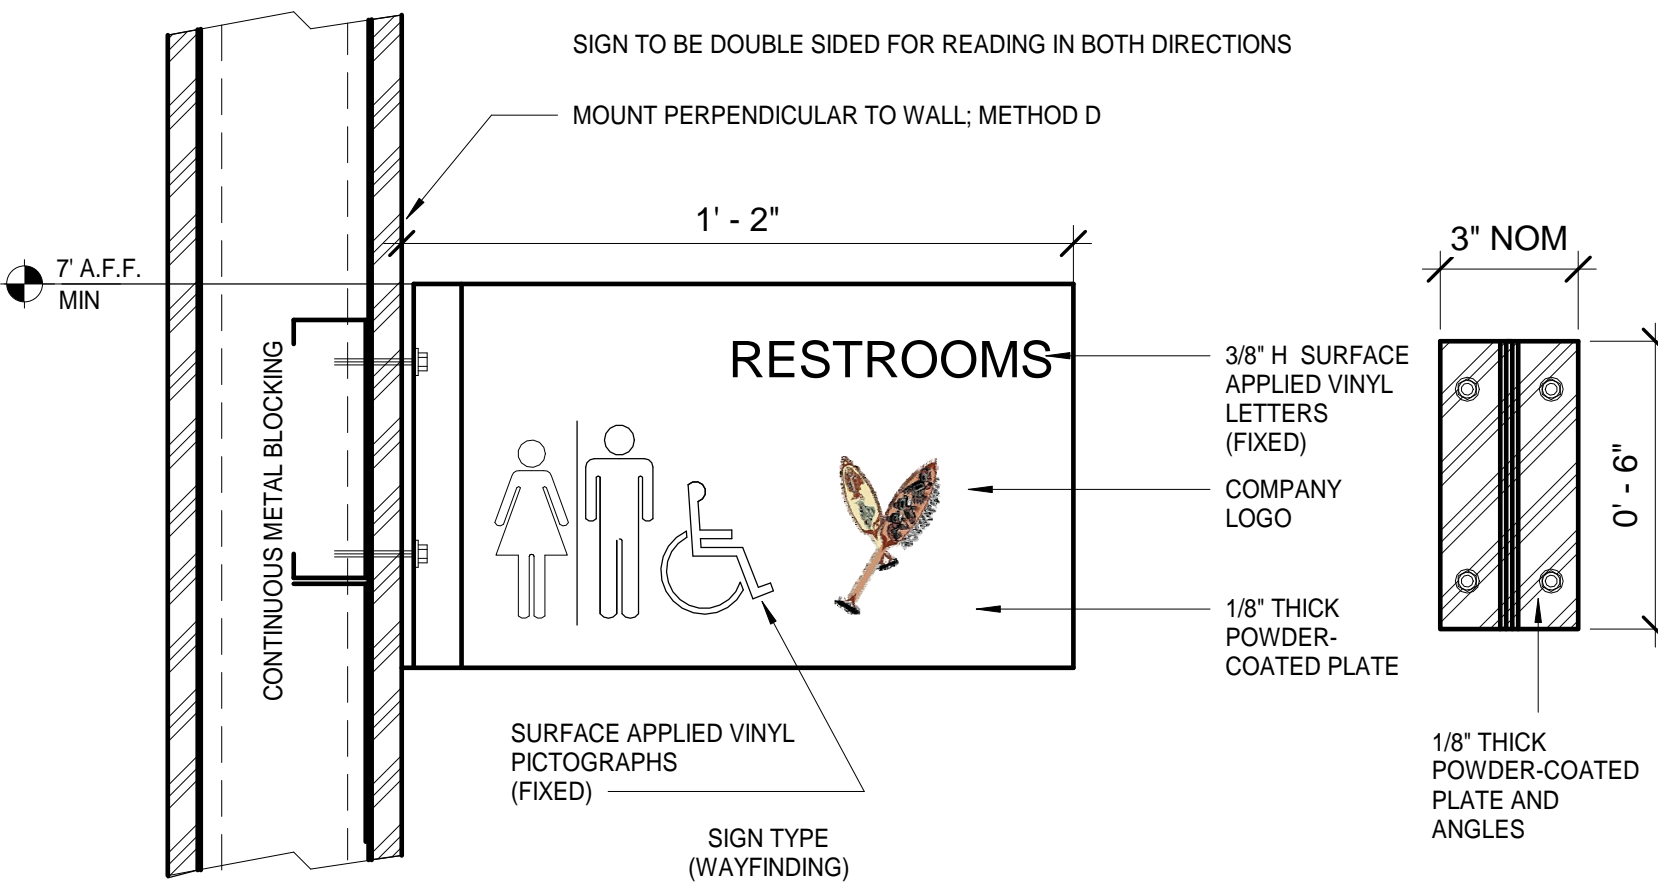 SIGN TO BE DOUBLE SIDED FOR READING IN BOTH DIRECTIONS
MOUNT PERPENDICULAR TO WALL; METHOD D
1' - 2"
3" NOM
7' A.F.F.
MIN
CONTINUOUS METAL BLOCKING
RESTROOMS
3/8" H SURFACE
APPLIED VINYL
LETTERS
(FIXED)
COMPANY
LOGO
0' - 6"
1/8" THICK
POWDER-
COATED PLATE
SURFACE APPLIED VINYL
PICTOGRAPHS
(FIXED)
1/8" THICK
POWDER-COATED
PLATE AND
ANGLES
SIGN TYPE
(WAYFINDING)